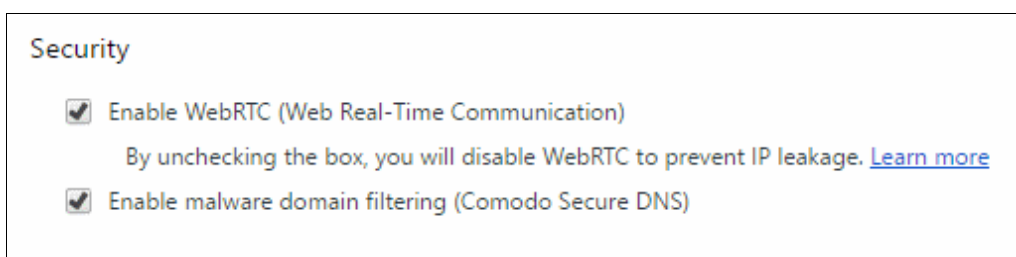 Security
Enable WebRTC (Web Real-Time Communication)
By unchecking the box, you will disable WebRTC to prevent IP leakage. Learn more
Enable malware domain filtering (Comodo Secure DNS)